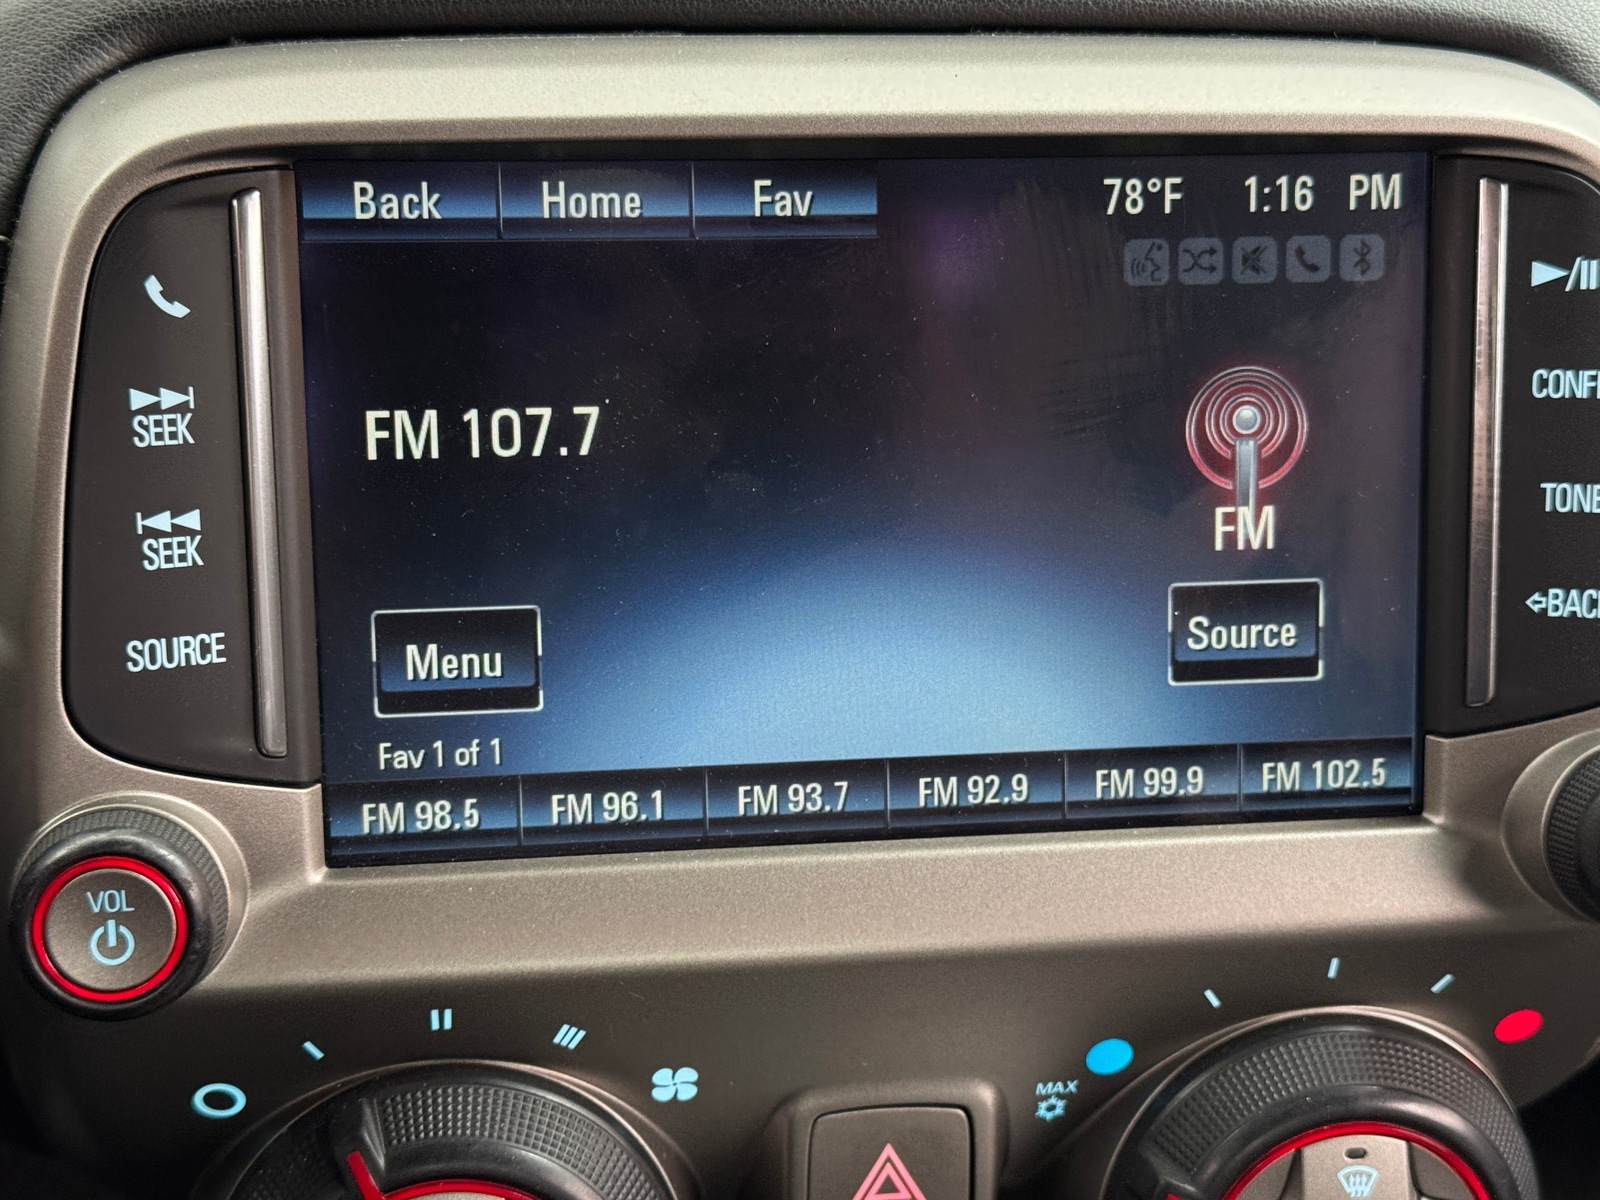 Back Home Fav 78°F 1:16 PM
SEEK
SEEK
SOURCE
FM 107.7
FM
Menu
Source
Fav 1 of 1
FM 98.5 FM 96.1 FM 93.7 FM 92.9 FM 99.9 FM 102.5
TONE
BACK
VOL
MAX